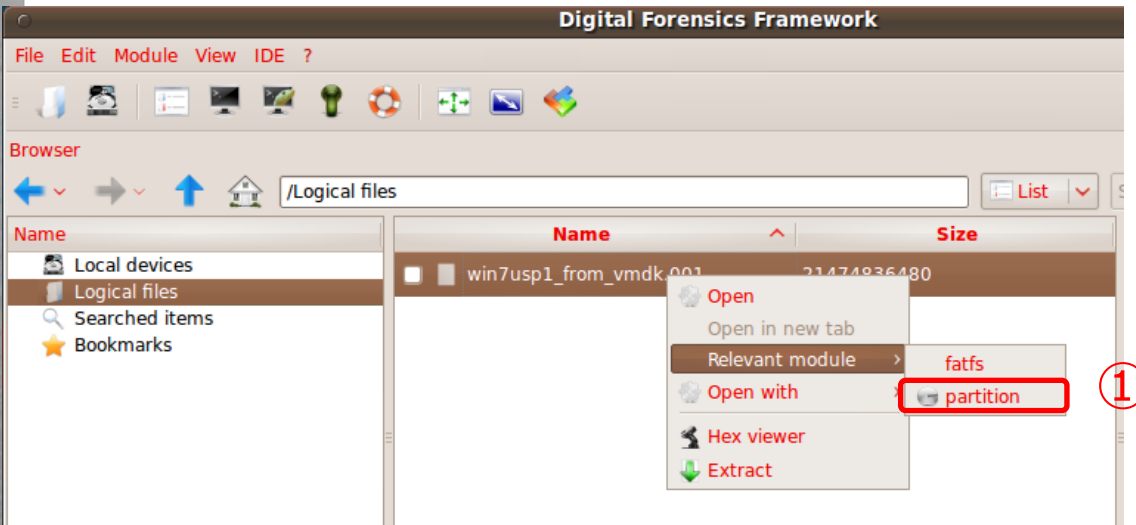 Digital Forensics Framework
File Edit Module View IDE ?
Browser
/Logical files
List
Name
Name Size
Local devices
Logical files
Searched items
Bookmarks
win7usp1_from_vmdk.001 21474836480
Open
Open in new tab
Relevant module
Open with
Hex viewer
Extract
fatfs
partition
①